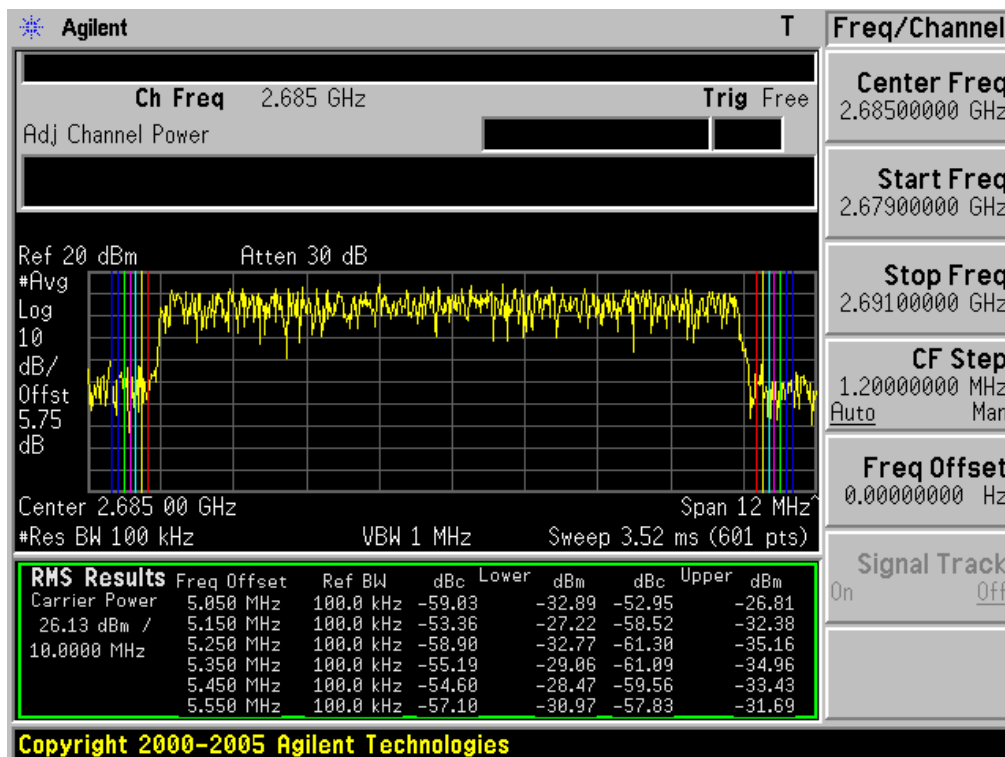 Agilent T
Ch Freq 2.685 GHz Trig Free
Adj Channel Power
Ref 20 dBm Atten 30 dB
#Avg
Log
10
dB/
Offst
5.75
dB
Center 2.685 00 GHz Span 12 MHz^
#Res BW 100 kHz VBW 1 MHz Sweep 3.52 ms (601 pts)
RMS Results Freq Offset Ref BW dBc Lower dBm dBc Upper dBm
Carrier Power 5.050 MHz 100.0 kHz -59.03 -32.89 -52.95 -26.81
26.13 dBm / 5.150 MHz 100.0 kHz -53.36 -27.22 -58.52 -32.38
10.0000 MHz 5.250 MHz 100.0 kHz -58.90 -32.77 -61.30 -35.16
5.350 MHz 100.0 kHz -55.19 -29.06 -61.09 -34.96
5.450 MHz 100.0 kHz -54.60 -28.47 -59.56 -33.43
5.550 MHz 100.0 kHz -57.10 -30.97 -57.83 -31.69
Copyright 2000-2005 Agilent Technologies
Freq/Channel
Center Freq
2.68500000 GHz
Start Freq
2.67900000 GHz
Stop Freq
2.69100000 GHz
CF Step
1.20000000 MHz
Auto Man
Freq Offset
0.00000000 Hz
Signal Track
On Off